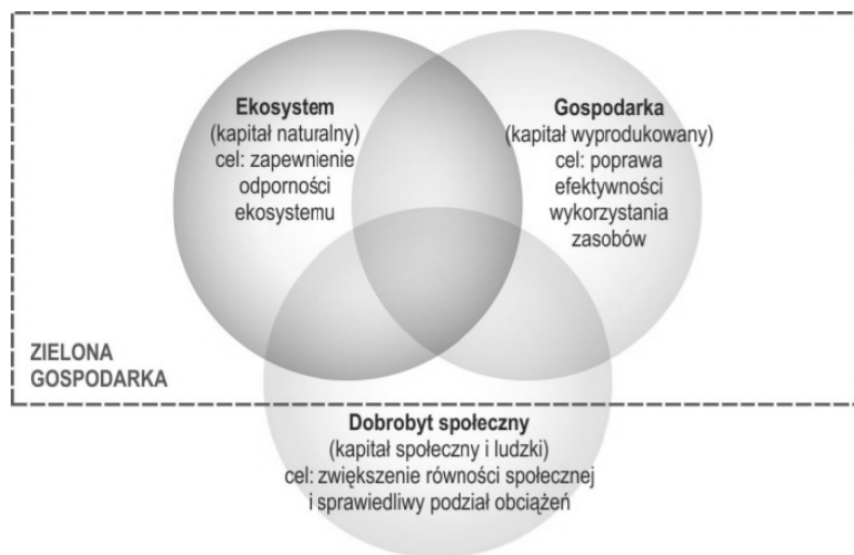 Ekosystem
(kapitał naturalny)
cel: zapewnienie
odporności
ekosystemu
Gospodarka
(kapitał wyprodukowany)
cel: poprawa
efektywności
wykorzystania
zasobów
ZIELONA
GOSPODARKA
Dobrobyt społeczny
(kapitał społeczny i ludzki)
cel: zwiększenie równości społecznej
i sprawiedliwy podział obciążeń